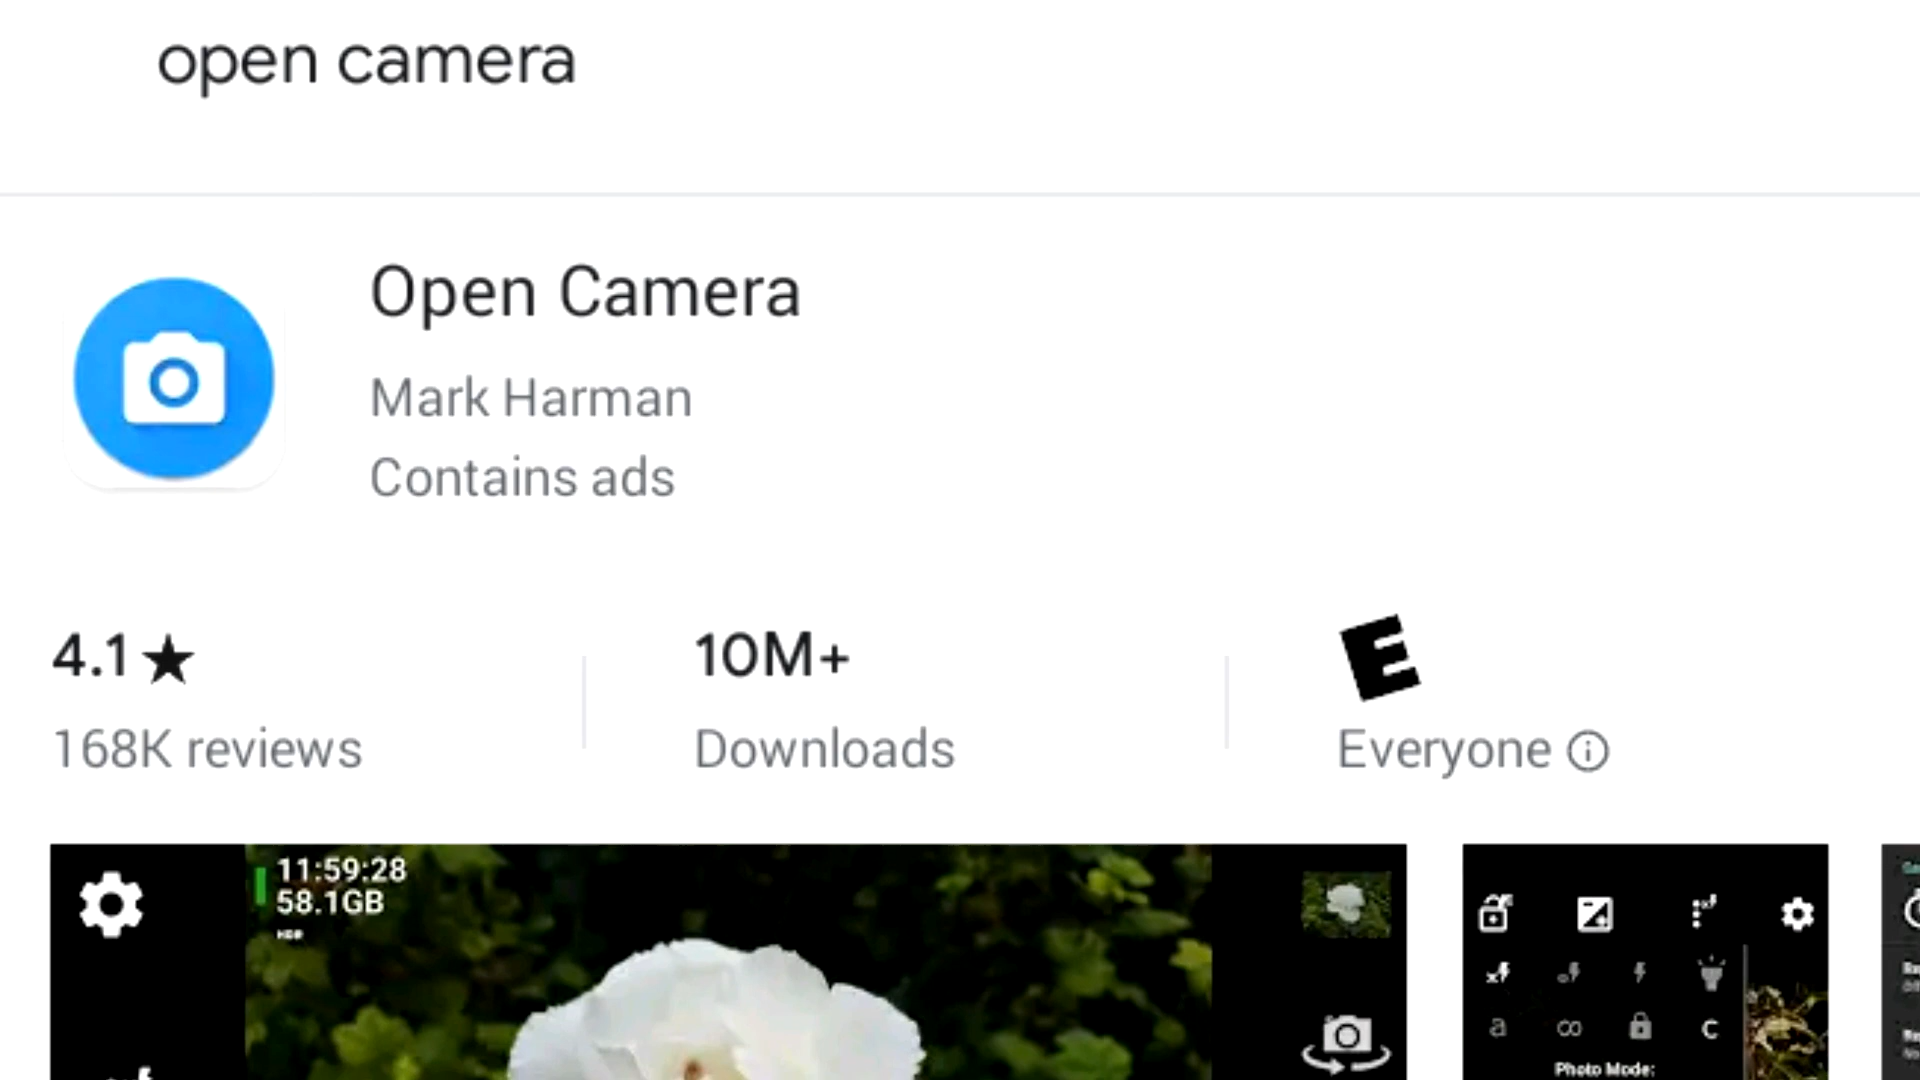 open camera
Open Camera
Mark Harman
Contains ads
4.1★
168K reviews
10M+
Downloads
E
Everyone
11:59:28
58.1GB
HDR
a
C
Photo Mode: